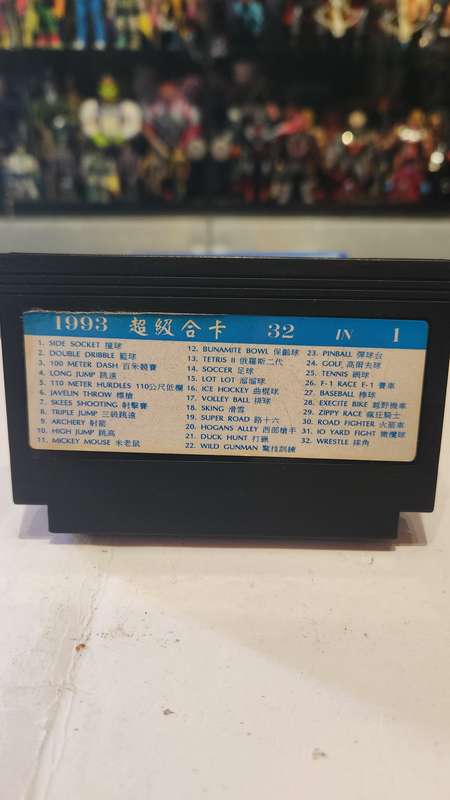 1993 超級合卡 32 IN 1
1. SIDE SOCKET 撞球
2. DOUBLE DRIBBLE 籃球
3. 100 METER DASH 百米競賽
4. LONG JUMP 跳遠
5. 110 METER HURDLES 110公尺低欄
6. JAVELIN THROW 標槍
7. SKEES SHOOTING 射擊賽
8. TRIPLE JUMP 三級跳遠
9. ARCHERY 射箭
10. HIGH JUMP 跳高
11. MICKEY MOUSE 米老鼠
12. BUNAMITE BOWL 保齡球
13. TETRIS II 俄羅斯二代
14. SOCCER 足球
15. LOT LOT 溜溜球
16. ICE HOCKEY 曲棍球
17. VOLLEY BALL 排球
18. SKING 滑雪
19. SUPER ROAD 路十六
20. HOGANS ALLEY 西部槍手
21. DUCK HUNT 打獵
22. WILD GUNMAN 驚技訓練
23. PINBALL 彈球台
24. GOLF 高爾夫球
25. TENNIS 網球
26. F-1 RACE F-1 賽車
27. BASEBALL 棒球
28. EXECITE BIKE 越野機車
29. ZIPPY RACE 瘋狂騎士
30. ROAD FIGHTER 火箭車
31. IO YARD FIGHT 橄欖球
32. WRESTLE 摔角